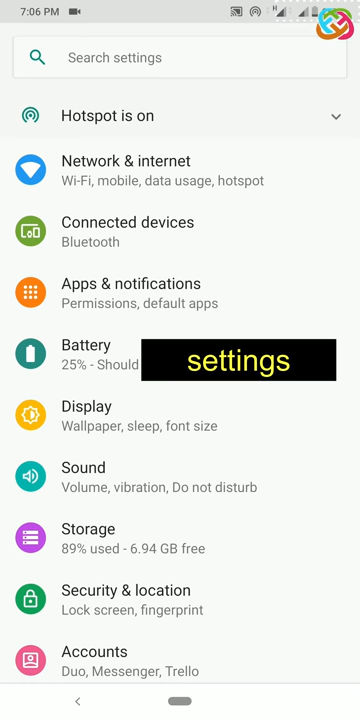 7:06 PM
H
Search settings
Hotspot is on
Network & internet
Wi-Fi, mobile, data usage, hotspot
Connected devices
Bluetooth
Apps & notifications
Permissions, default apps
Battery
25% - Should
settings
Display
Wallpaper, sleep, font size
Sound
Volume, vibration, Do not disturb
Storage
89% used - 6.94 GB free
Security & location
Lock screen, fingerprint
Accounts
Duo, Messenger, Trello